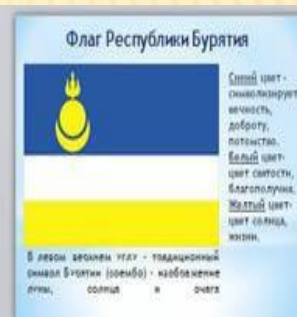 Флаг Республики Бурятия
Синий цвет -
символизирует
вечность,
доброту,
потомство.
Белый цвет-
цвет святости,
благополучия.
Желтый цвет-
цвет солнца,
жизни.
В левом верхнем углу - традиционный
символ Бурятии (соембо) - изображение
луны, солнца и очага